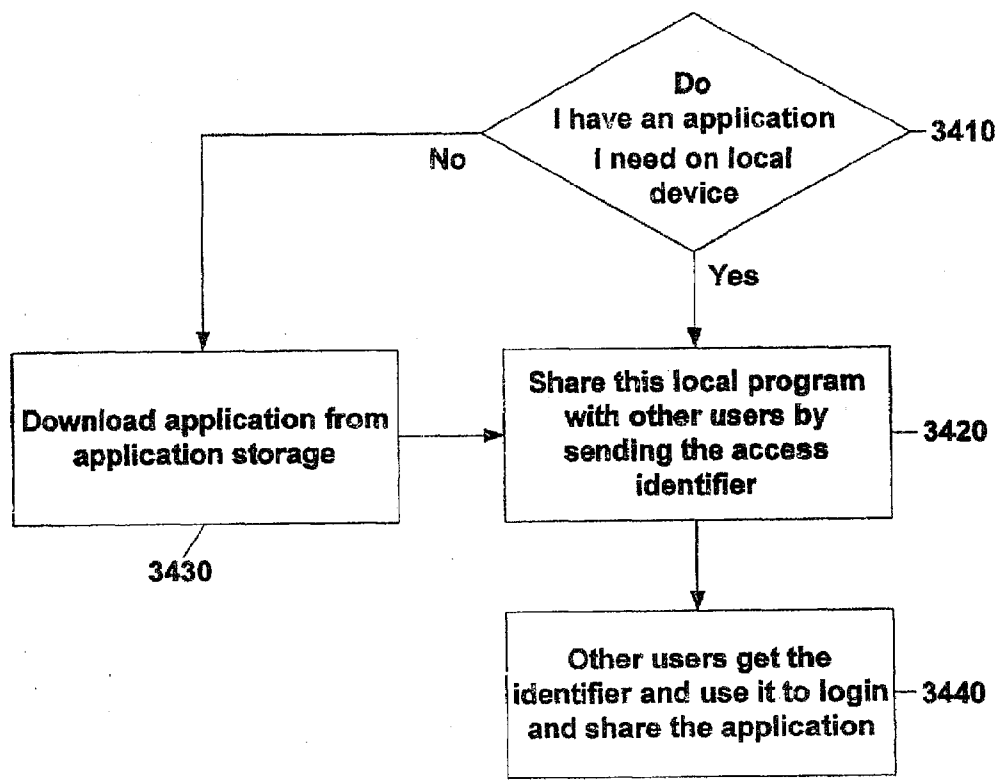 Do
I have an application
I need on local
device
3410
No
Yes
Download application from
application storage
3430
Share this local program
with other users by
sending the access
identifier
3420
Other users get the
identifier and use it to login
and share the application
3440